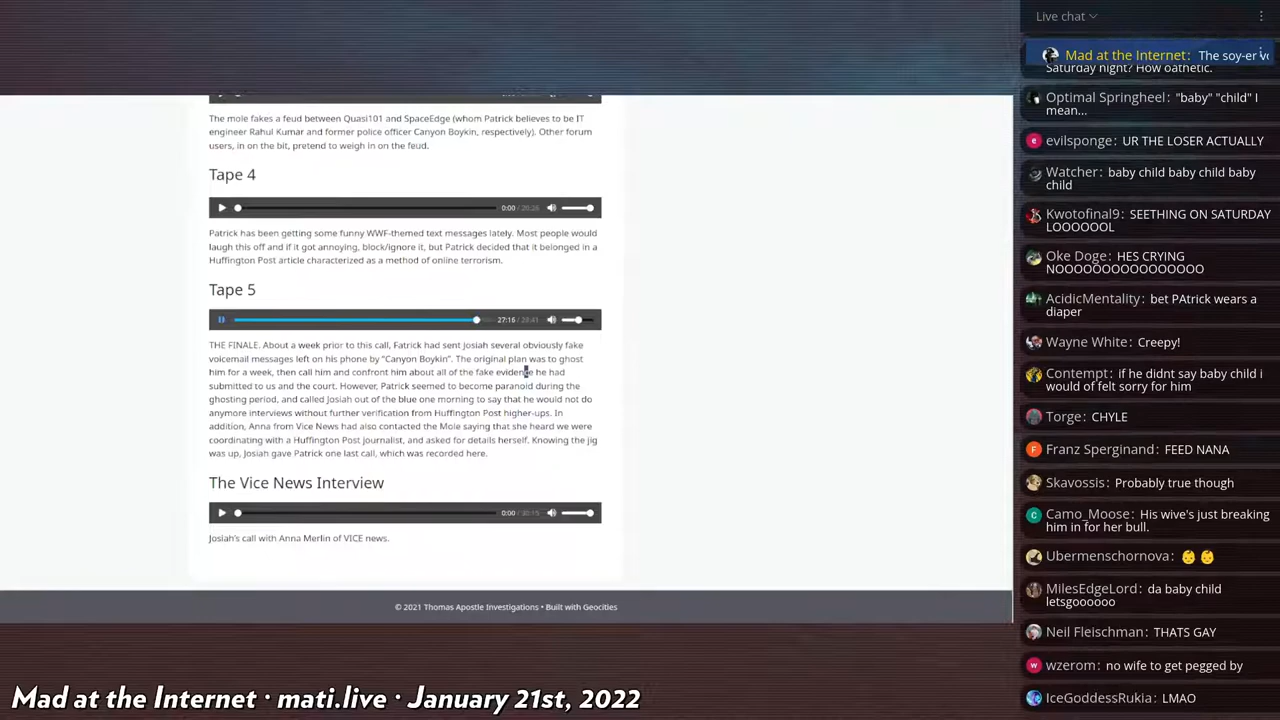 The mole fakes a feud between Quasi101 and SpaceEdge (whom Patrick believes to be IT
engineer Rahul Kumar and former police officer Canyon Boykin, respectively). Other forum
users, in on the bit, pretend to weigh in on the feud.
Tape 4
0:00 / 20:26
Patrick has been getting some funny WWF-themed text messages lately. Most people would
laugh this off and if it got annoying, block/ignore it, but Patrick decided that it belonged in a
Huffington Post article characterized as a method of online terrorism.
Tape 5
27:16 / 28:41
THE FINALE. About a week prior to this call, Fatrick had sent Josiah several obviously fake
voicemail messages left on his phone by "Canyon Boykin". The original plan was to ghost
him for a week, then call him and confront him about all of the fake evidence he had
submitted to us and the court. However, Patrick seemed to become paranoid during the
ghosting period, and called Josiah out of the blue one morning to say that he would not do
anymore interviews without further verification from Huffington Post higher-ups. In
addition, Anna from Vice News had also contacted the Mole saying that she heard we were
coordinating with a Huffington Post journalist, and asked for details herself. Knowing the jig
was up, Josiah gave Patrick one last call, which was recorded here.
The Vice News Interview
0:00
Josiah's call with Anna Merlin of VICE news.
© 2021 Thomas Apostle Investigations • Built with Geocities
Mad at the Internet · mati.live · January 21st, 2022
Live chat
Mad at the Internet: The soy-er
Saturday night? How oathetic.
Optimal Springheel: "baby" "child" I
mean...
evilsponge: UR THE LOSER ACTUALLY
Watcher: baby child baby child baby
child
Kwotofinal9: SEETHING ON SATURDAY
LOOOOOOL
Oke Doge: HES CRYING
NOOOOOOOOOOOOOOOO
AcidicMentality: bet PAtrick wears a
diaper
Wayne White: Creepy!
Contempt: if he didnt say baby child i
would of felt sorry for him
Torge: CHYLE
Franz Sperginand: FEED NANA
Skavossis: Probably true though
Camo_Moose: His wive's just breaking
him in for her bull.
Ubermenschornova: 👶 👶
MilesEdgeLord: da baby child
letsgoooooo
Neil Fleischman: THATS GAY
wzerom: no wife to get pegged by
IceGoddessRukia: LMAO